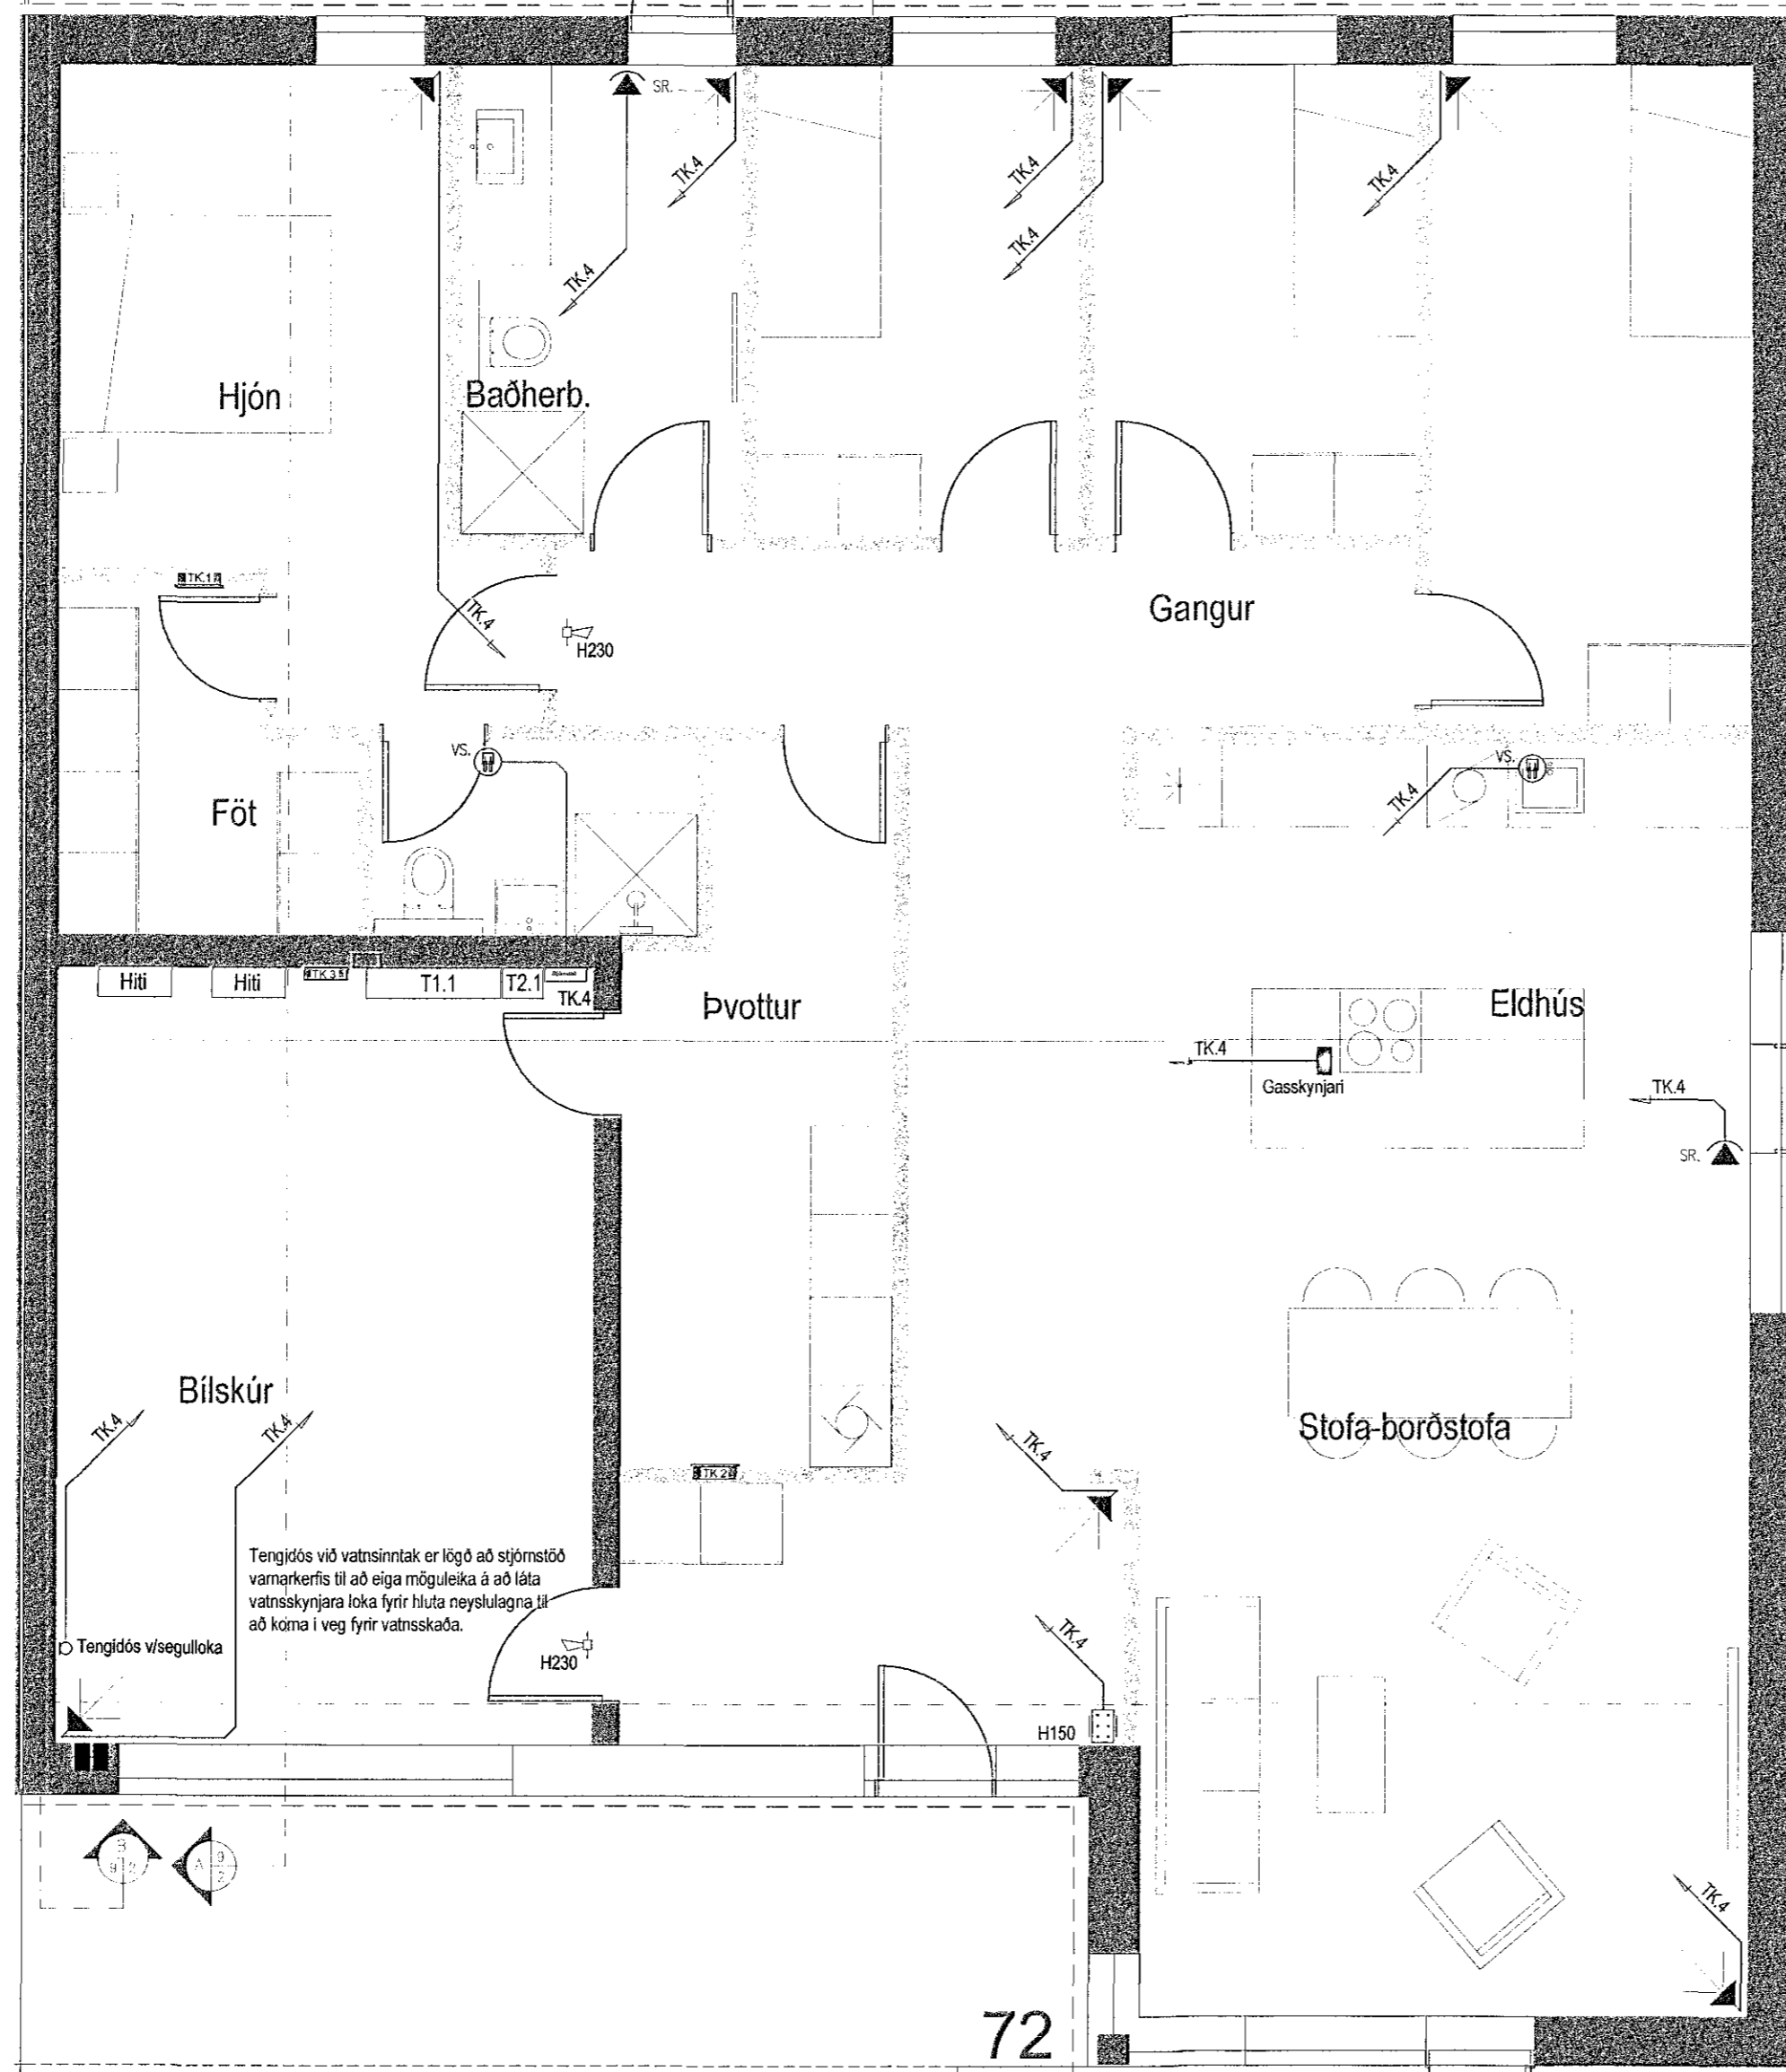 SR.
TK.4
TK.4
TK.4
TK.4
TK.4
Hjón
Baðherb.
TK.1
TK.4
H230
Gangur
VS.
VS.
TK.4
Föt
Hiti
Hiti
TK.3
T1.1
T2.1
TK.4
Þvottur
Eldhús
TK.4
Gasskynjari
TK.4
SR.
Bílskúr
TK.4
TK.4
Stofa-borðstofa
TK.4
TK.2
Tengidós við vatnsinntak er lögð að stjórnstöð
varnarkerfis til að eiga möguleika á að láta
vatnsskynjara loka fyrir hluta neyslulagna til
að koma í veg fyrir vatnsskaða.
Tengidós v/segulloka
H230
TK.4
H150
B
9 2
A 9
2
TK.4
72